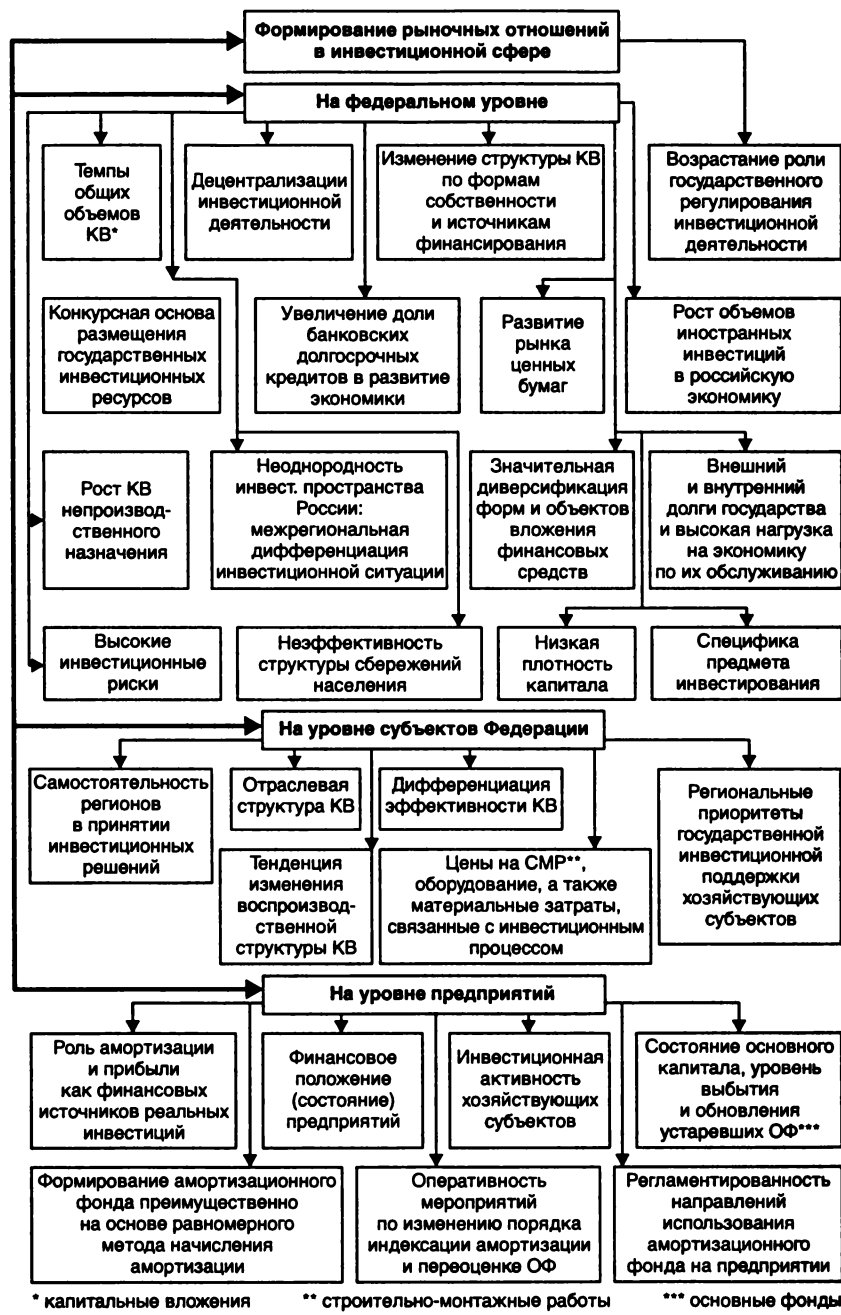 Формирование рыночных отношений
в инвестиционной сфере
На федеральном уровне
Темпы
общих
объемов
КВ*
Децентрализации
инвестиционной
деятельности
Изменение структуры КВ
по формам
собственности
и источникам
финансирования
Возрастание роли
государственного
регулирования
инвестиционной
деятельности
Конкурсная основа
размещения
государственных
инвестиционных
ресурсов
Увеличение доли
банковских
долгосрочных
кредитов в развитие
экономики
Развитие
рынка
ценных
бумаг
Рост объемов
иностранных
инвестиций
в российскую
экономику
Рост КВ
непроизвод-
ственного
назначения
Неоднородность
инвест. пространства
России:
межрегиональная
дифференциация
инвестиционной ситуации
Значительная
диверсификация
форм и объектов
вложения
финансовых
средств
Внешний
и внутренний
долги государства
и высокая нагрузка
на экономику
по их обслуживанию
Высокие
инвестиционные
риски
Неэффективность
структуры сбережений
населения
Низкая
плотность
капитала
Специфика
предмета
инвестирования
На уровне субъектов Федерации
Самостоятельность
регионов
в принятии
инвестиционных
решений
Отраслевая
структура КВ
Дифференциация
эффективности КВ
Региональные
приоритеты
государственной
инвестиционной
поддержки
хозяйствующих
субъектов
Тенденция
изменения
воспроизвод-
ственной
структуры КВ
Цены на СМР**,
оборудование, а также
материальные затраты,
связанные с инвестиционным
процессом
На уровне предприятий
Роль амортизации
и прибыли
как финансовых
источников реальных
инвестиций
Финансовое
положение
(состояние)
предприятий
Инвестиционная
активность
хозяйствующих
субъектов
Состояние основного
капитала, уровень
выбытия
и обновления
устаревших ОФ***
Формирование амортизационного
фонда преимущественно
на основе равномерного
метода начисления
амортизации
Оперативность
мероприятий
по изменению порядка
индексации амортизации
и переоценке ОФ
Регламентированность
направлений
использования
амортизационного
фонда на предприятии
* капитальные вложения ** строительно-монтажные работы *** основные фонды